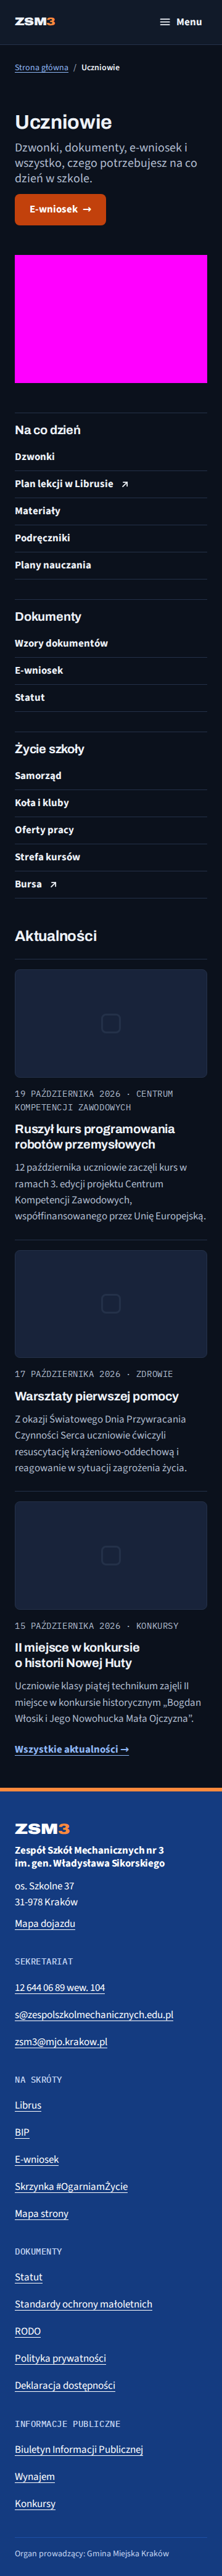 ZSM3
Menu
Strona główna / Uczniowie
Uczniowie
Dzwonki, dokumenty, e-wniosek i
wszystko, czego potrzebujesz na co
dzień w szkole.
E-wniosek →
Na co dzień
Dzwonki
Plan lekcji w Librusie ↗
Materiały
Podręczniki
Plany nauczania
Dokumenty
Wzory dokumentów
E-wniosek
Statut
Życie szkoły
Samorząd
Koła i kluby
Oferty pracy
Strefa kursów
Bursa ↗
Aktualności
19 PAŹDZIERNIKA 2026 · CENTRUM
KOMPETENCJI ZAWODOWYCH
Ruszył kurs programowania
robotów przemysłowych
12 października uczniowie zaczęli kurs w
ramach 3. edycji projektu Centrum
Kompetencji Zawodowych,
współfinansowanego przez Unię Europejską.
17 PAŹDZIERNIKA 2026 · ZDROWIE
Warsztaty pierwszej pomocy
Z okazji Światowego Dnia Przywracania
Czynności Serca uczniowie ćwiczyli
resuscytację krążeniowo-oddechową i
reagowanie w sytuacji zagrożenia życia.
15 PAŹDZIERNIKA 2026 · KONKURSY
II miejsce w konkursie
o historii Nowej Huty
Uczniowie klasy piątej technikum zajęli II
miejsce w konkursie historycznym „Bogdan
Włosik i Jego Nowohucka Mała Ojczyzna”.
Wszystkie aktualności →
ZSM3
Zespół Szkół Mechanicznych nr 3
im. gen. Władysława Sikorskiego
os. Szkolne 37
31-978 Kraków
Mapa dojazdu
SEKRETARIAT
12 644 06 89 wew. 104
s@zespolszkolmechanicznych.edu.pl
zsm3@mjo.krakow.pl
NA SKRÓTY
Librus
BIP
E-wniosek
Skrzynka #OgarniamŻycie
Mapa strony
DOKUMENTY
Statut
Standardy ochrony małoletnich
RODO
Polityka prywatności
Deklaracja dostępności
INFORMACJE PUBLICZNE
Biuletyn Informacji Publicznej
Wynajem
Konkursy
Organ prowadzący: Gmina Miejska Kraków